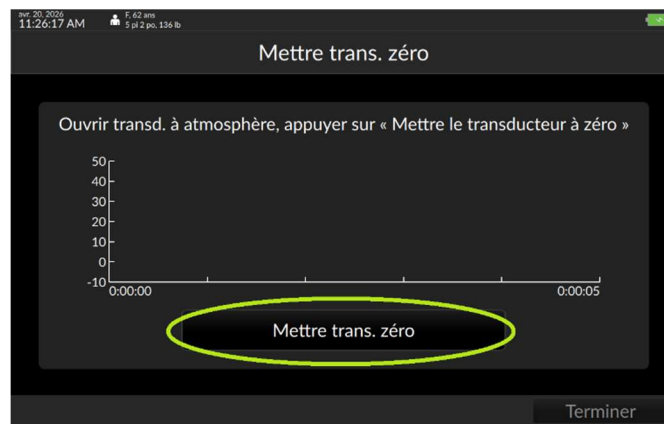 avr. 20, 2026
11:26:17 AM
F, 62 ans
5 pi 2 po, 136 lb
Mettre trans. zéro
Ouvrir transd. à atmosphère, appuyer sur « Mettre le transducteur à zéro »
50
40
30
20
10
0
-10
0:00:00
0:00:05
Mettre trans. zéro
Terminer